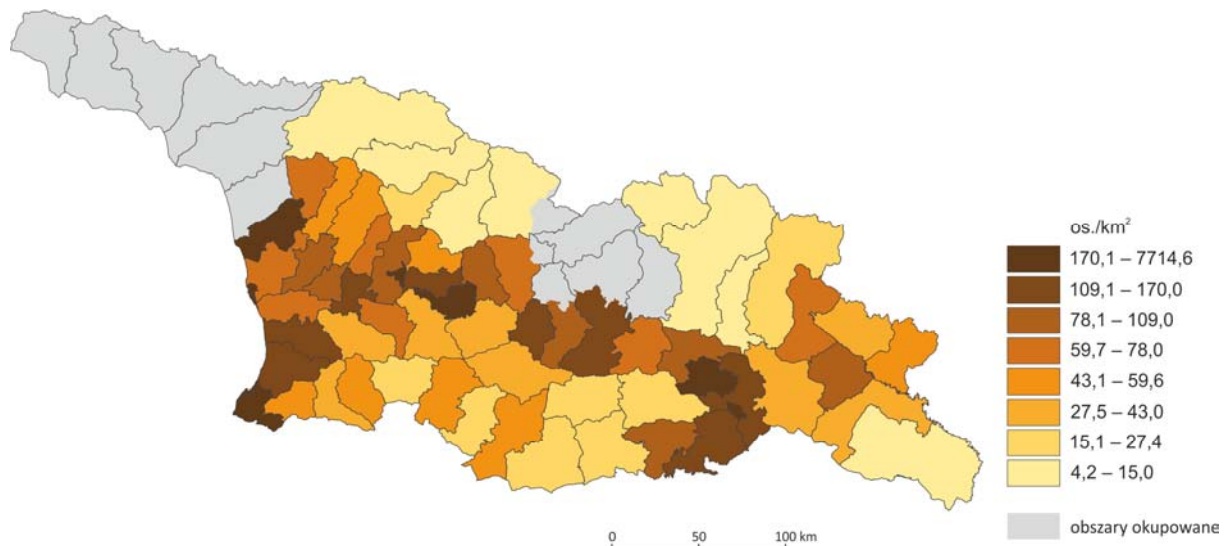 os./km²
170,1 – 7714,6
109,1 – 170,0
78,1 – 109,0
59,7 – 78,0
43,1 – 59,6
27,5 – 43,0
15,1 – 27,4
4,2 – 15,0
obszary okupowane
0 50 100 km